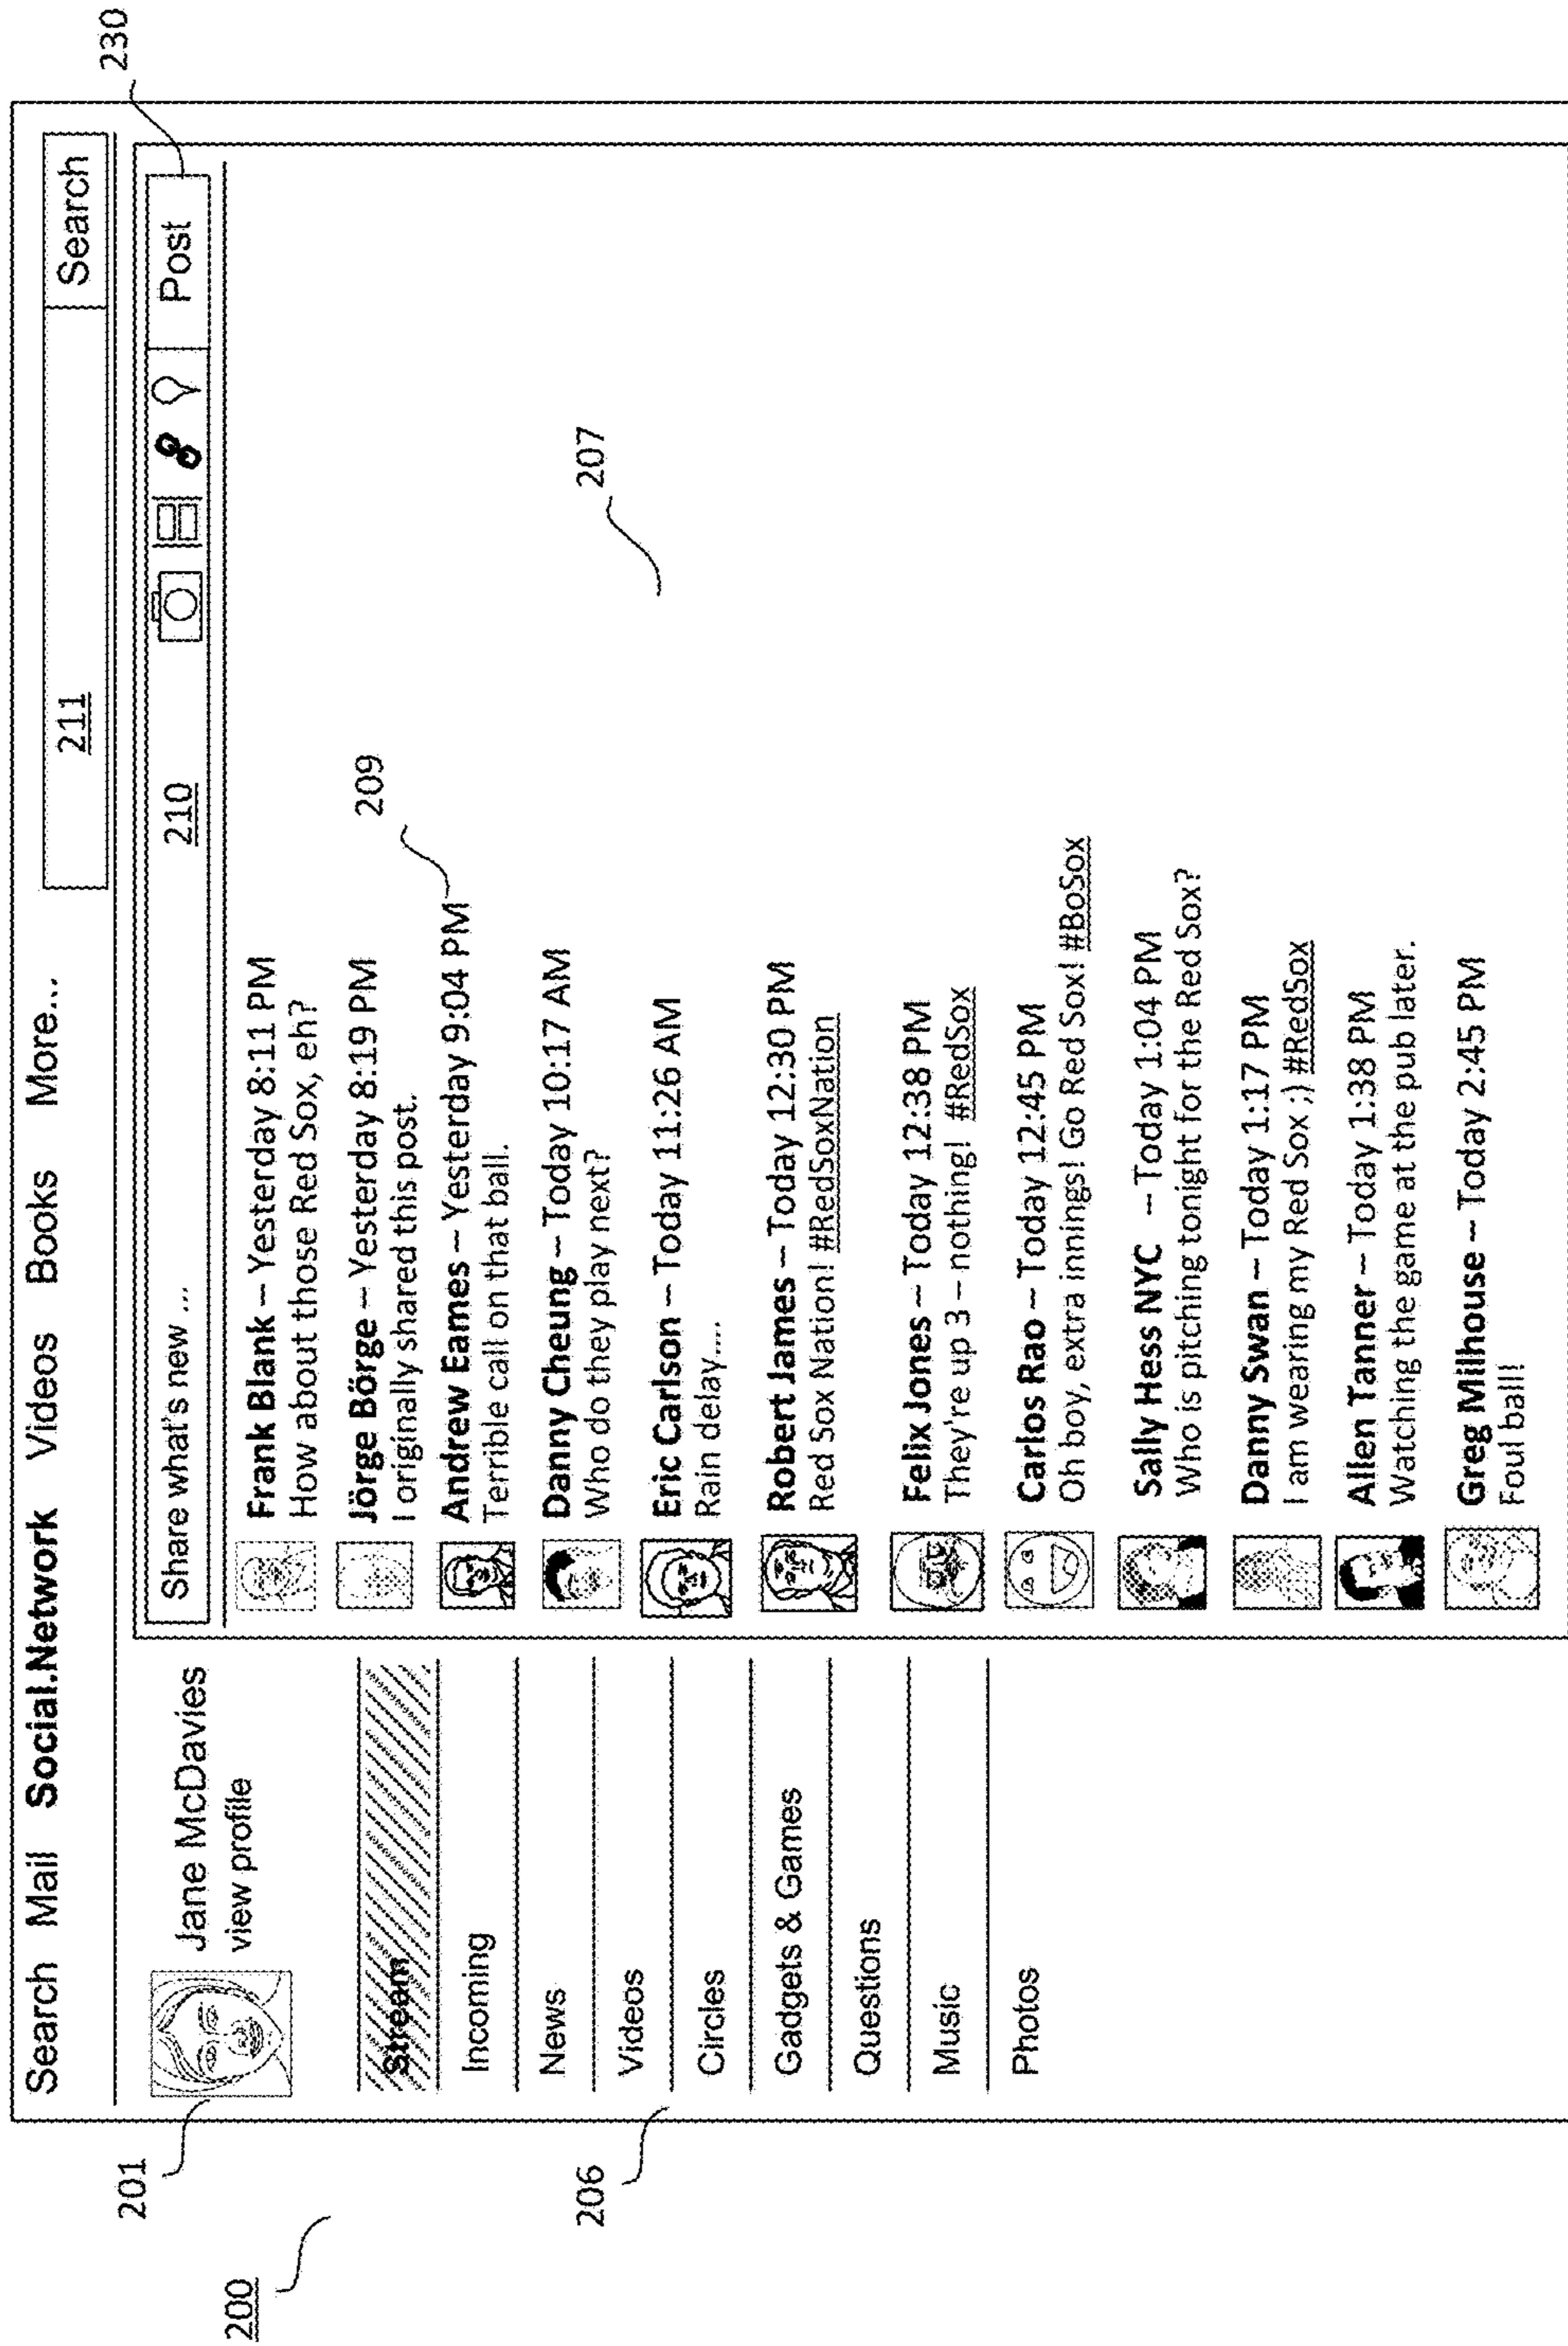 Search Mail Social.Network Videos Books More...
211
Search
230
201
Jane McDavies
view profile
200
Share what's new ...
210
Post
Stream
Incoming
News
Videos
Circles
Gadgets & Games
Questions
Music
Photos
206
207
209
Frank Blank – Yesterday 8:11 PM
How about those Red Sox, eh?
Jörge Börge – Yesterday 8:19 PM
I originally shared this post.
Andrew Eames – Yesterday 9:04 PM
Terrible call on that ball.
Danny Cheung – Today 10:17 AM
Who do they play next?
Eric Carlson – Today 11:26 AM
Rain delay....
Robert James – Today 12:30 PM
Red Sox Nation! #RedSoxNation
Felix Jones – Today 12:38 PM
They're up 3 – nothing! #RedSox
Carlos Rao – Today 12:45 PM
Oh boy, extra innings! Go Red Sox! #BoSox
Sally Hess NYC – Today 1:04 PM
Who is pitching tonight for the Red Sox?
Danny Swan – Today 1:17 PM
I am wearing my Red Sox ;) #RedSox
Allen Tanner – Today 1:38 PM
Watching the game at the pub later.
Greg Milhouse – Today 2:45 PM
Foul ball!